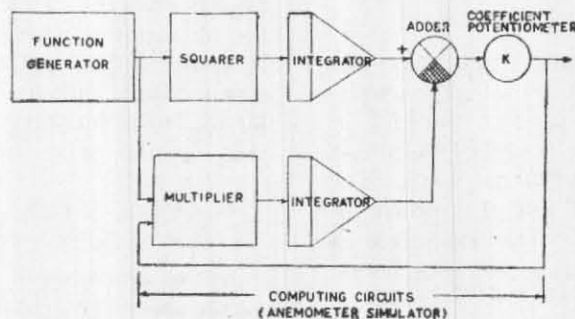 COEFFICIENT
POTENTIOMETER
ADDER
FUNCTION
GENERATOR
SQUARER
INTEGRATOR
+
K
MULTIPLIER
INTEGRATOR
COMPUTING CIRCUITS
(ANEMOMETER SIMULATOR)